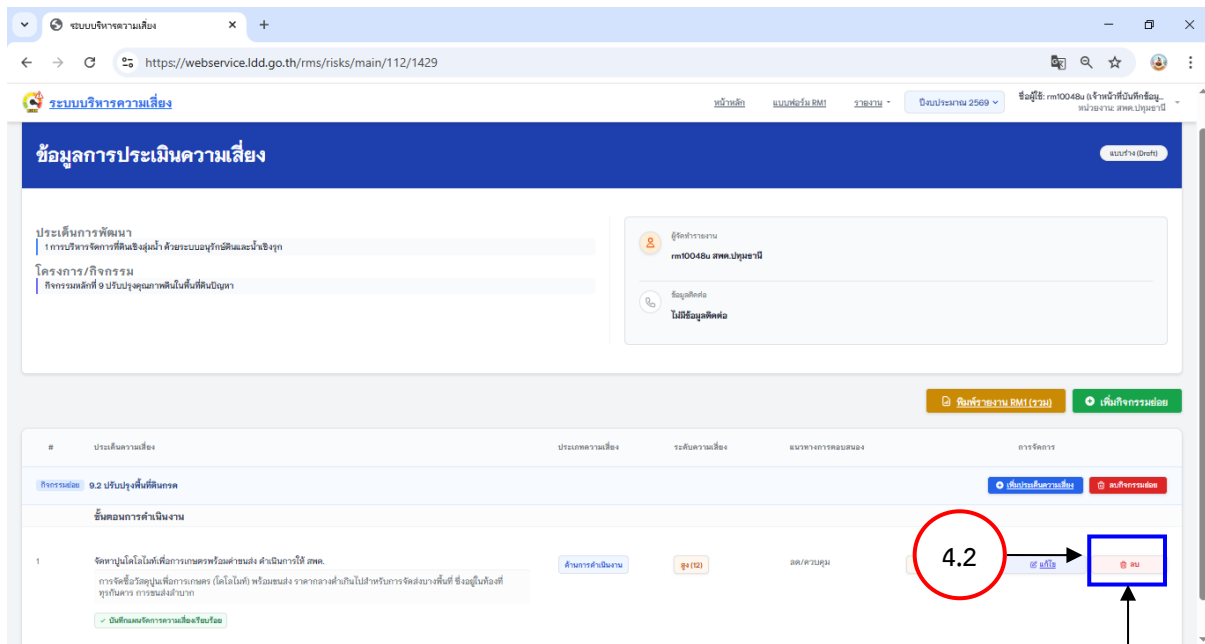 ระบบบริหารความเสี่ยง
https://webservice.ldd.go.th/rms/risks/main/112/1429
ระบบบริหารความเสี่ยง
หน้าหลัก
แบบฟอร์ม RM1
รายงาน
ปีงบประมาณ 2569
ชื่อผู้ใช้: rm10048u (เจ้าหน้าที่บันทึกข้อมู...
หน่วยงาน: สพด.ปทุมธานี
ข้อมูลการประเมินความเสี่ยง
แบบร่าง (Draft)
ประเด็นการพัฒนา
1 การบริหารจัดการที่ดินเชิงลุ่มน้ำ ด้วยระบบอนุรักษ์ดินและน้ำเชิงรุก
โครงการ/กิจกรรม
กิจกรรมหลักที่ 9 ปรับปรุงคุณภาพดินในพื้นที่ดินปัญหา
ผู้จัดทำรายงาน
rm10048u สพด.ปทุมธานี
ข้อมูลติดต่อ
ไม่มีข้อมูลติดต่อ
พิมพ์รายงาน RM1 (รวม)
เพิ่มกิจกรรมย่อย
# ประเด็นความเสี่ยง ประเภทความเสี่ยง ระดับความเสี่ยง แนวทางการตอบสนอง การจัดการ
กิจกรรมย่อย 9.2 ปรับปรุงพื้นที่ดินกรด
เพิ่มประเด็นความเสี่ยง
ลบกิจกรรมย่อย
ขั้นตอนการดำเนินงาน
1 จัดหาปูนโดโลไมท์เพื่อการเกษตรพร้อมค่าขนส่ง ดำเนินการให้ สพด.
การจัดซื้อวัสดุปูนเพื่อการเกษตร (โดโลไมท์) พร้อมขนส่ง ราคากลางต่ำเกินไปสำหรับการจัดส่งบางพื้นที่ ซึ่งอยู่ในท้องที่
ทุรกันดาร การขนส่งลำบาก
ด้านการดำเนินงาน
สูง (12)
ลด/ควบคุม
4.2
แก้ไข
ลบ
บันทึกแผนจัดการความเสี่ยงเรียบร้อย